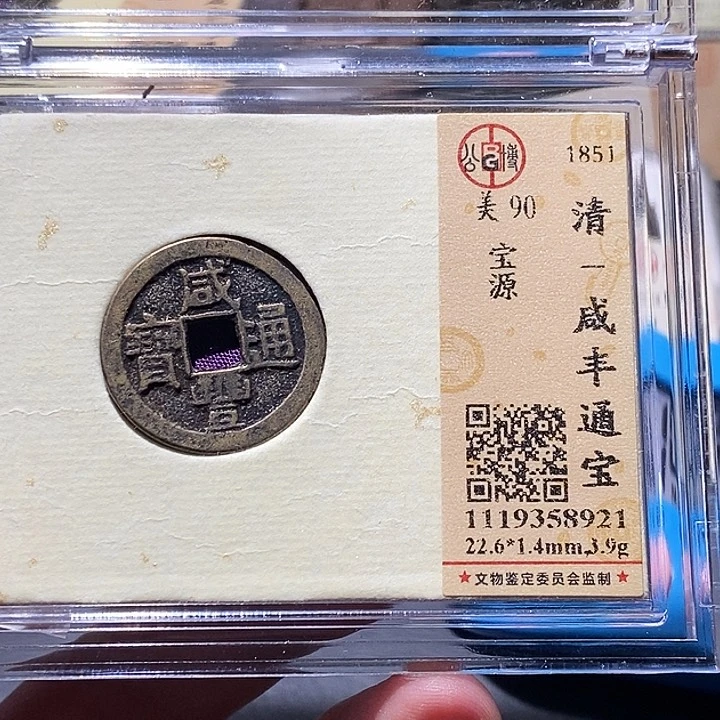 咸豐通寶
公博
BG
1851
美 90
宝源
清—咸丰通宝
1119358921
22.6*1.4mm,3.9g
★文物鉴定委员会监制★